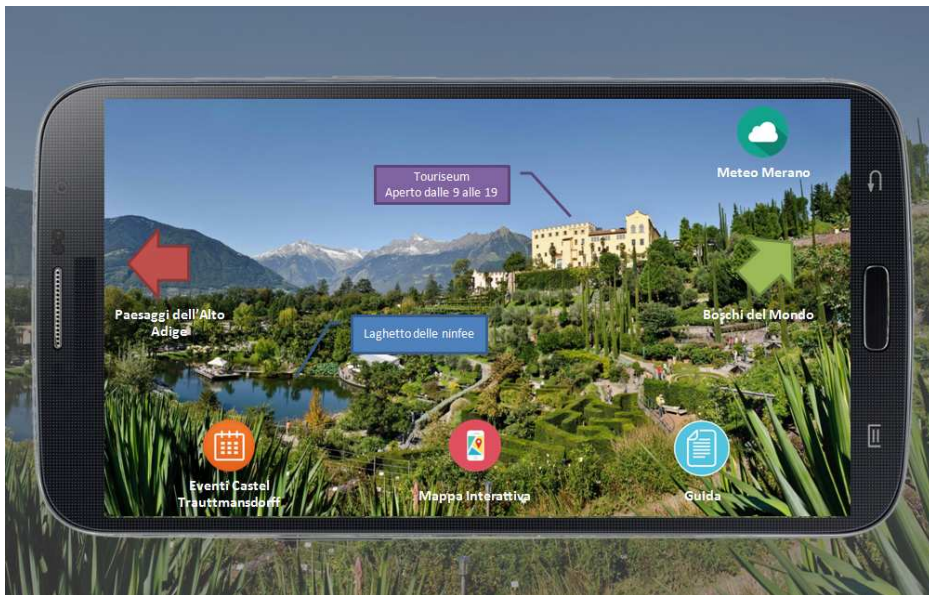 Meteo Merano
Touriseum
Aperto dalle 9 alle 19
Paesaggi dell'Alto
Adige
Boschi del Mondo
Laghetto delle ninfee
Eventi Castel
Trauttmansdorff
Mappa Interattiva
Guida